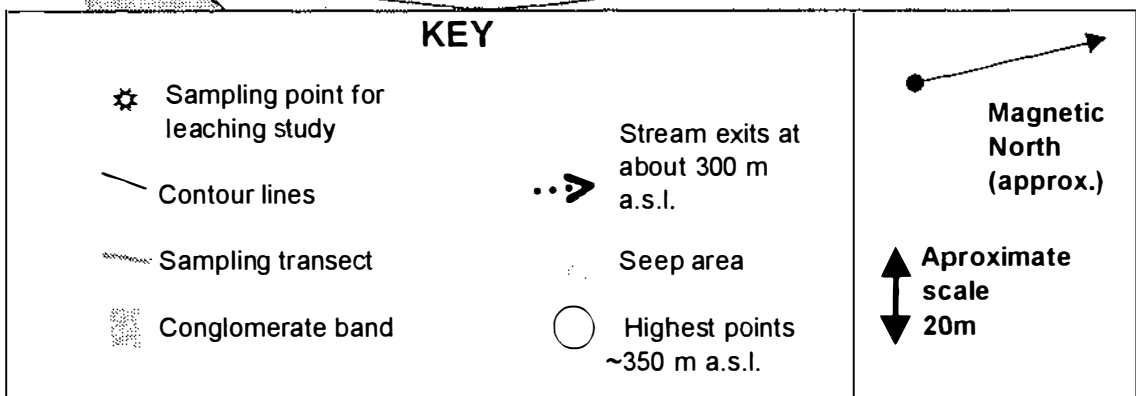 KEY
Sampling point for
leaching study
Contour lines
Sampling transect
Conglomerate band
Stream exits at
about 300 m
a.s.l.
Seep area
Highest points
~350 m a.s.l.
Magnetic
North
(approx.)
Aproximate
scale
20m